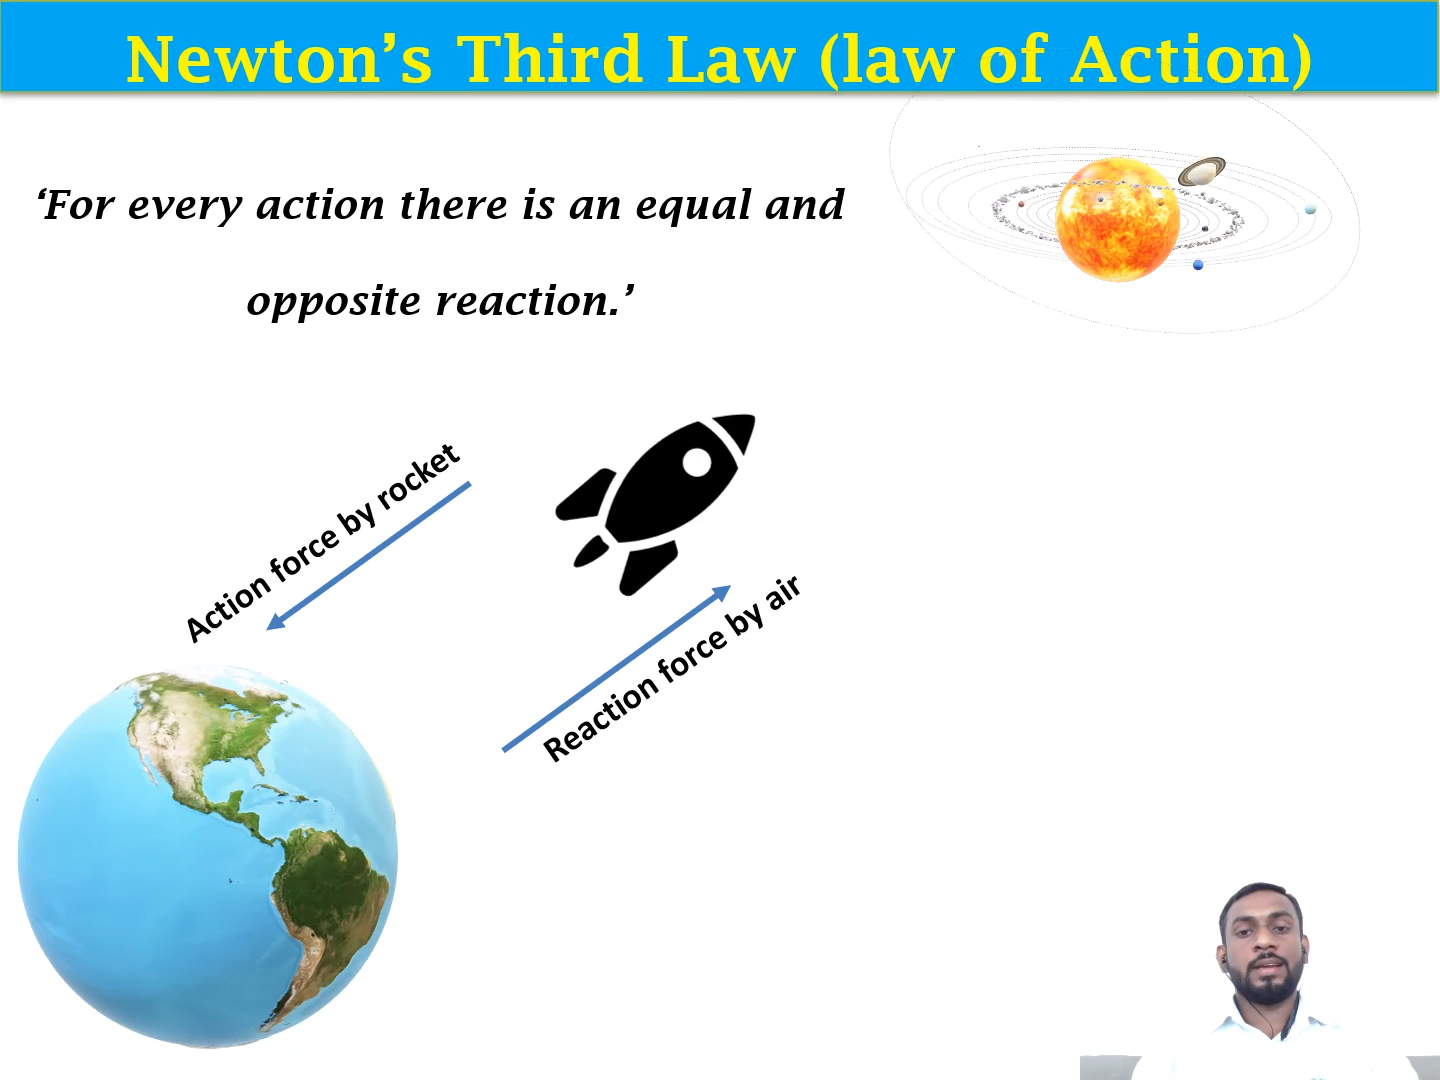 Newton’s Third Law (law of Action)
‘For every action there is an equal and
opposite reaction.’
Action force by rocket
Reaction force by air